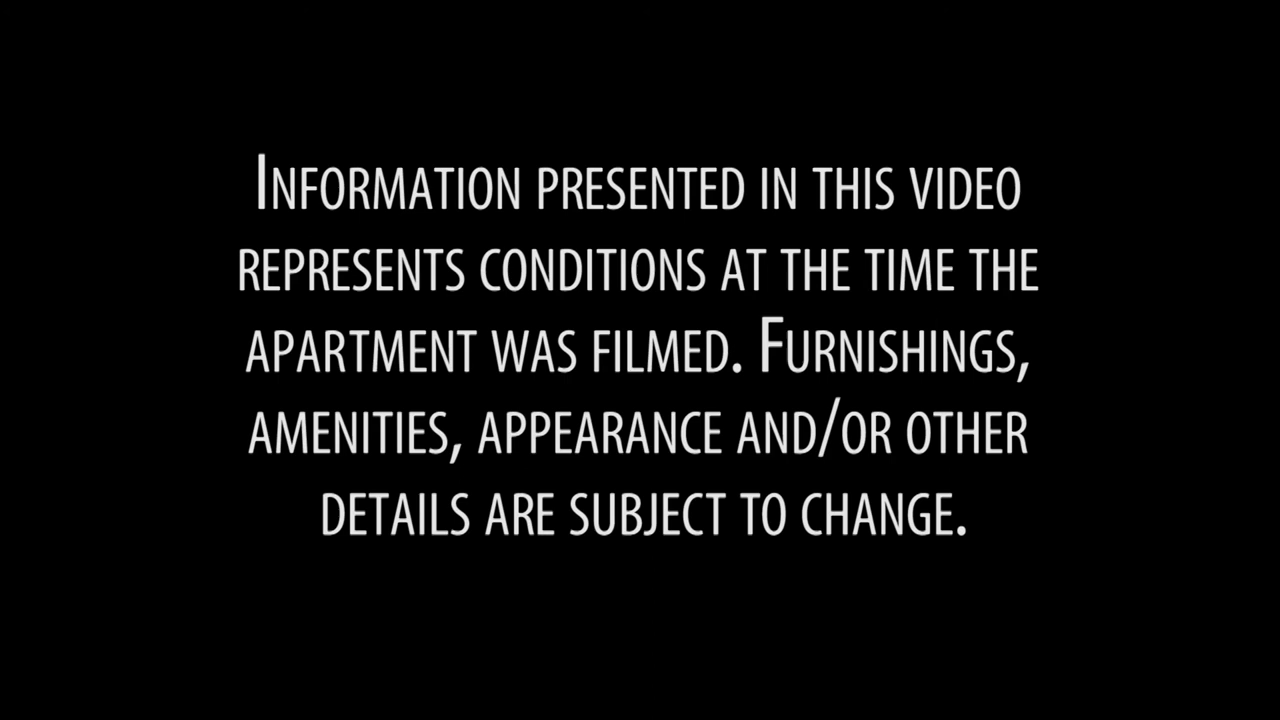 Information presented in this video
represents conditions at the time the
apartment was filmed. Furnishings,
amenities, appearance and/or other
details are subject to change.